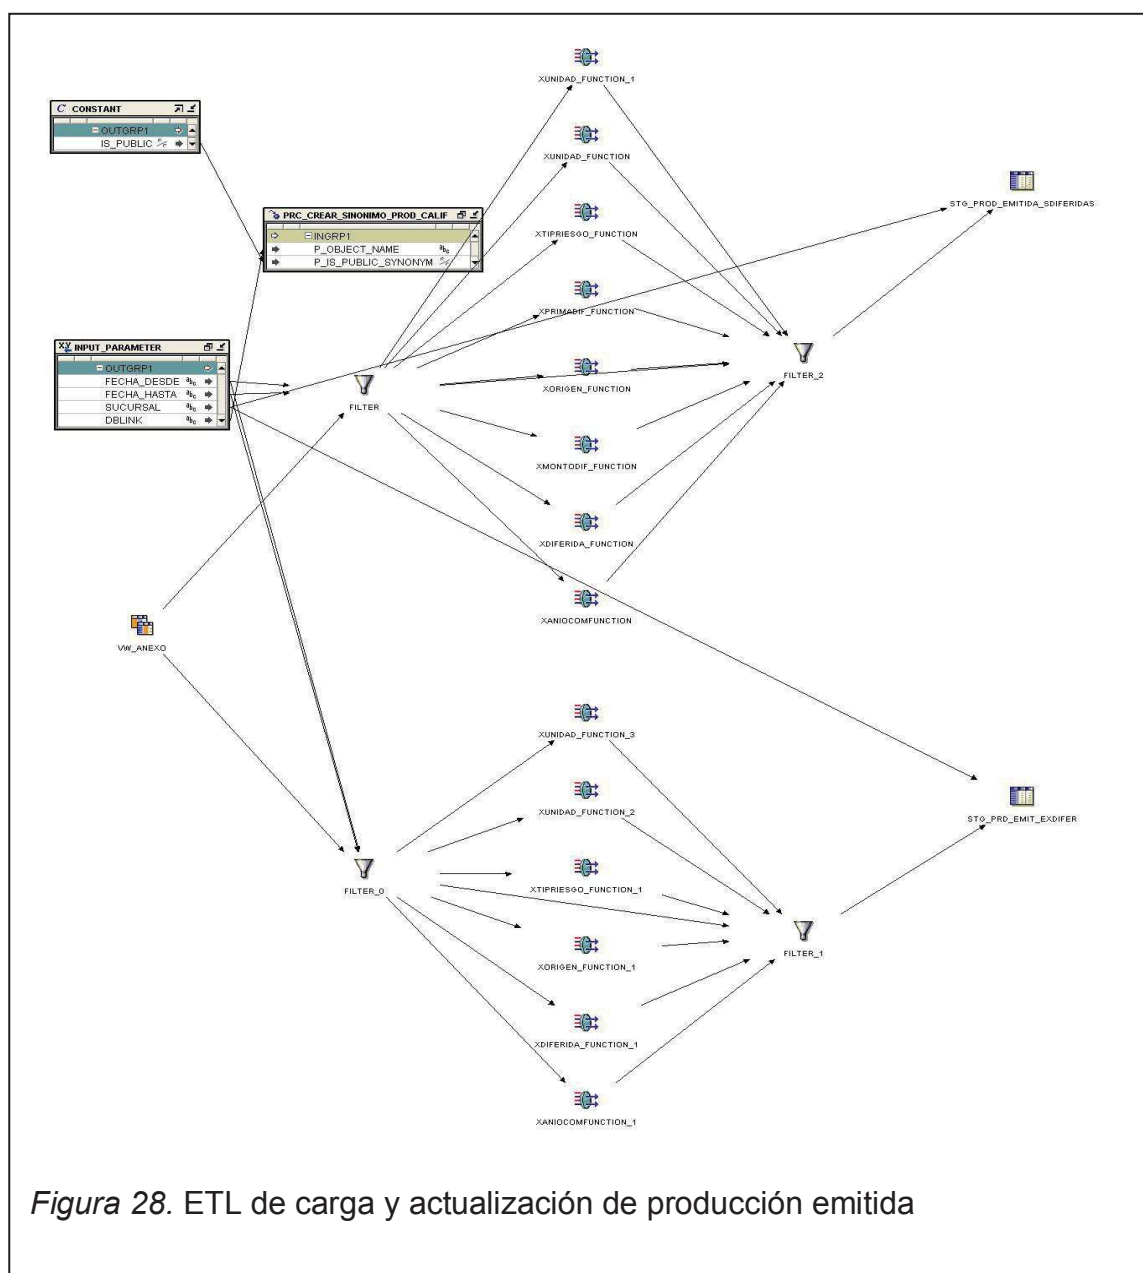 XUNIDAD_FUNCTION_1
CONSTANT
OUTGRP1
IS_PUBLIC
XUNIDAD_FUNCTION
STG_PROD_EMITIDA_SDIFERIDAS
PRC_CREAR_SINONIMO_PROD_CALIF
INGRP1
P_OBJECT_NAME
P_IS_PUBLIC_SYNONYM
XTIPRIESGO_FUNCTION
XPRIMADIF_FUNCTION
INPUT_PARAMETER
OUTGRP1
FECHA_DESDE
FECHA_HASTA
SUCURSAL
DBLINK
FILTER
XORIGEN_FUNCTION
FILTER_2
XMONTODIF_FUNCTION
XDIFERIDA_FUNCTION
XANIOCOMFUNCTION
VW_ANEXO
XUNIDAD_FUNCTION_3
XUNIDAD_FUNCTION_2
STG_PRD_EMIT_EXDIFER
FILTER_0
XTIPRIESGO_FUNCTION_1
FILTER_1
XORIGEN_FUNCTION_1
XDIFERIDA_FUNCTION_1
XANIOCOMFUNCTION_1
Figura 28. ETL de carga y actualización de producción emitida